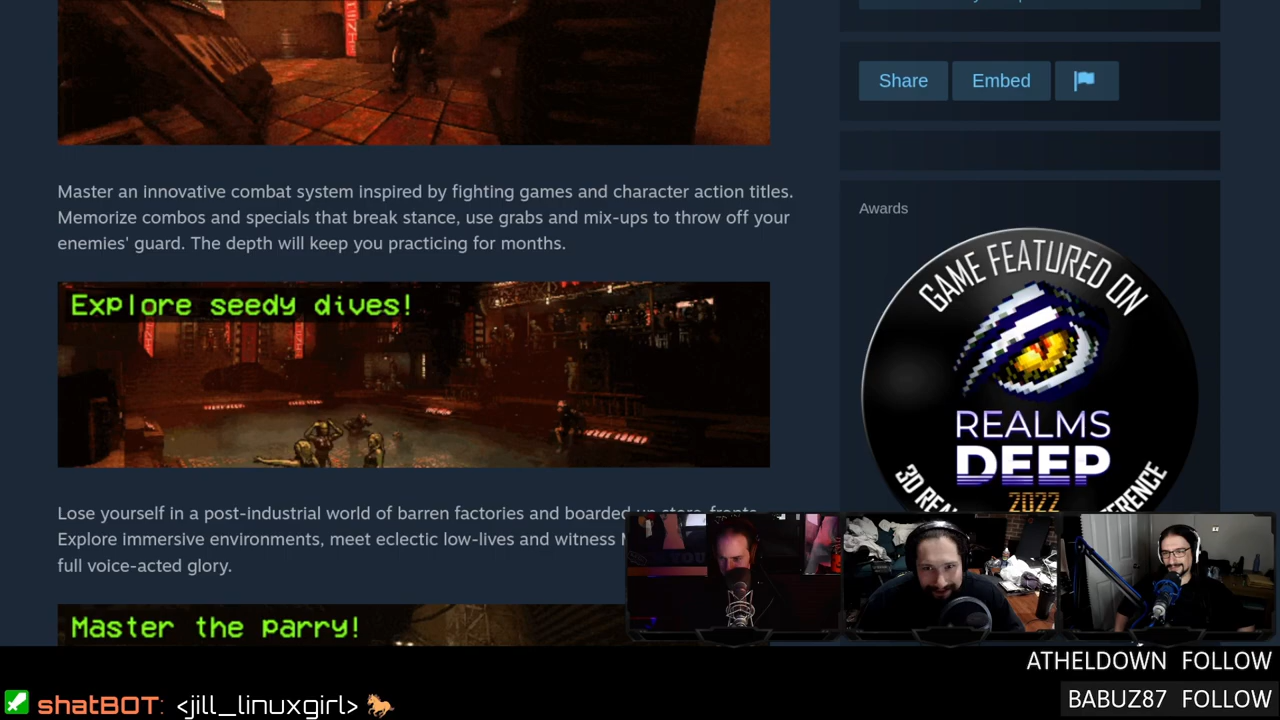 Share
Embed
Master an innovative combat system inspired by fighting games and character action titles.
Memorize combos and specials that break stance, use grabs and mix-ups to throw off your
enemies' guard. The depth will keep you practicing for months.
Awards
GAME FEATURED ON
REALMS
DEEP
2022
Explore seedy dives!
Lose yourself in a post-industrial world of barren factories and boarded up store-fronts.
Explore immersive environments, meet eclectic low-lives and witness
full voice-acted glory.
Master the parry!
ATHELDOWN FOLLOW
BABUZ87 FOLLOW
shatBOT: <jill_linuxgirl> 🐎